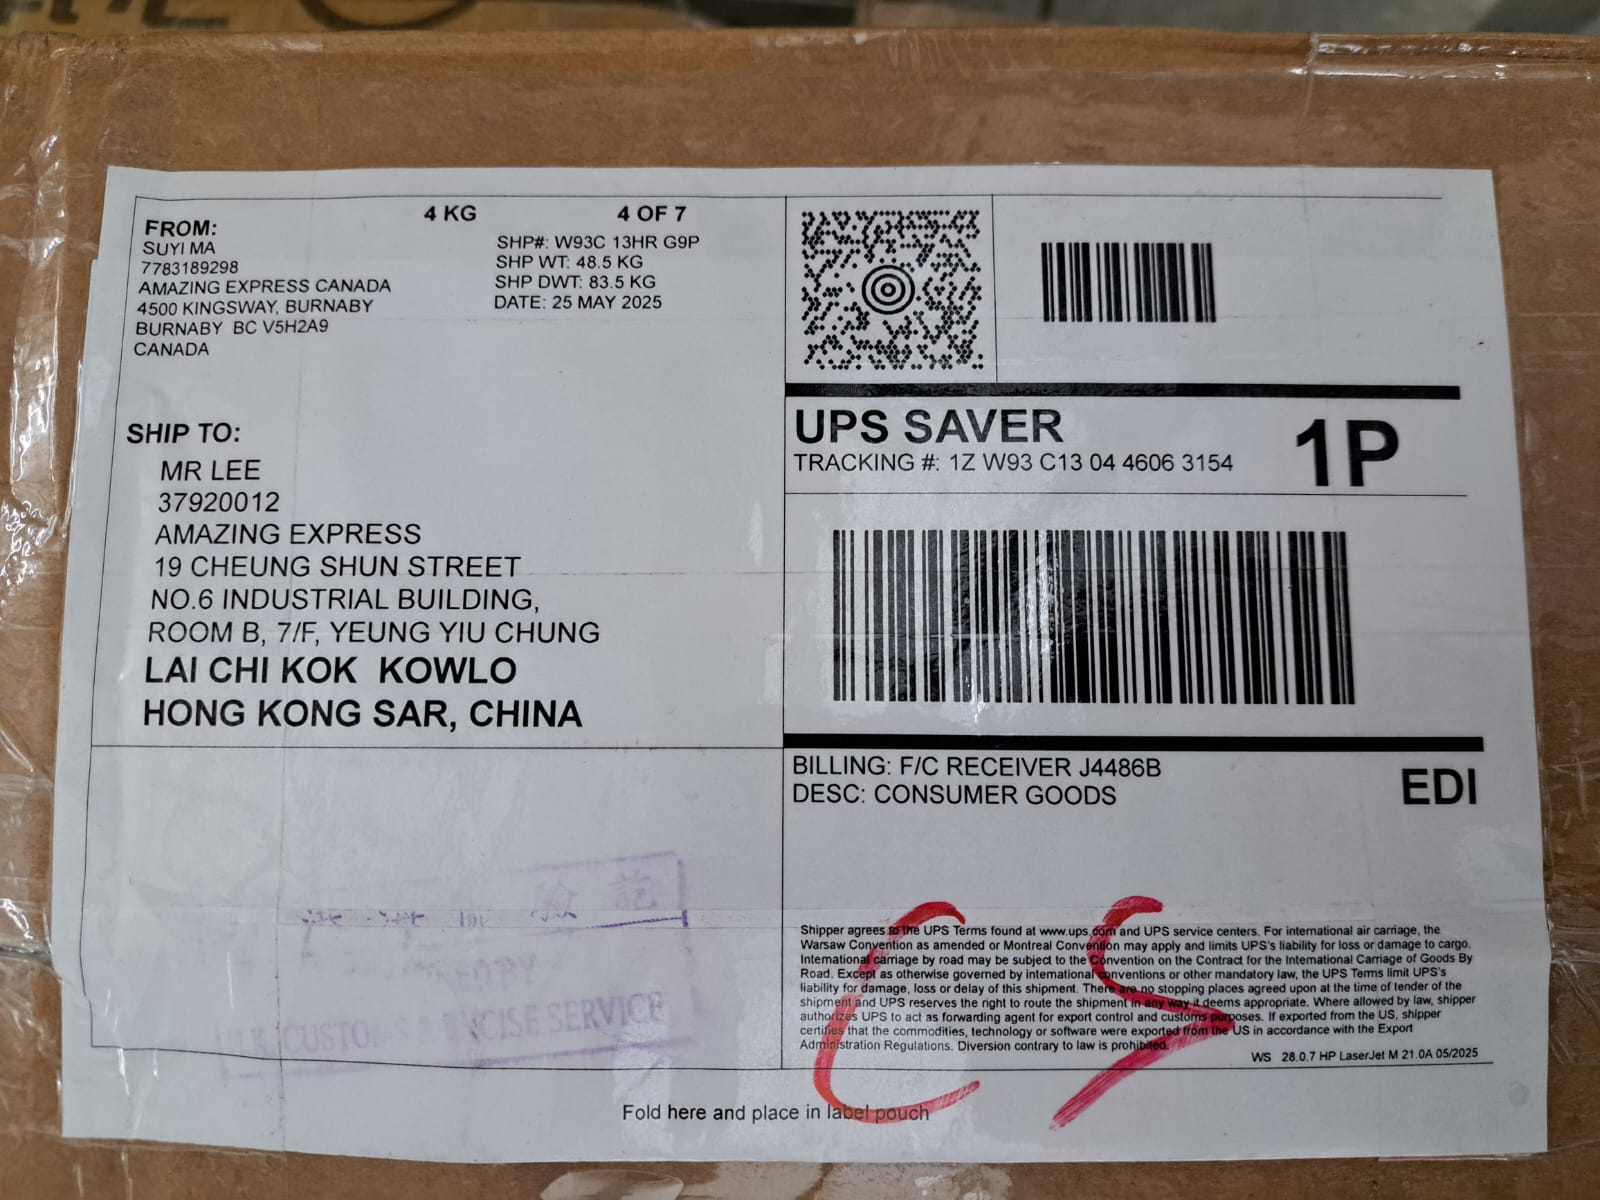 4 KG
4 OF 7
FROM:
SUYI MA
7783189298
AMAZING EXPRESS CANADA
4500 KINGSWAY, BURNABY
BURNABY BC V5H2A9
CANADA
SHP#: W93C 13HR G9P
SHP WT: 48.5 KG
SHP DWT: 83.5 KG
DATE: 25 MAY 2025
SHIP TO:
MR LEE
37920012
AMAZING EXPRESS
19 CHEUNG SHUN STREET
NO.6 INDUSTRIAL BUILDING,
ROOM B, 7/F, YEUNG YIU CHUNG
LAI CHI KOK KOWLO
HONG KONG SAR, CHINA
UPS SAVER
TRACKING #: 1Z W93 C13 04 4606 3154
1P
BILLING: F/C RECEIVER J4486B
DESC: CONSUMER GOODS
EDI
CUSTOMS & EXCISE SERVICE
CS
Shipper agrees to the UPS Terms found at www.ups.com and UPS service centers. For international air carriage, the
Warsaw Convention as amended or Montreal Convention may apply and limits UPS's liability for loss or damage to cargo.
International carriage by road may be subject to the Convention on the Contract for the International Carriage of Goods By
Road. Except as otherwise governed by international conventions or other mandatory law, the UPS Terms limit UPS's
liability for damage, loss or delay of this shipment. There are no stopping places agreed upon at the time of tender of the
shipment and UPS reserves the right to route the shipment in any way it deems appropriate. Where allowed by law, shipper
authorizes UPS to act as forwarding agent for export control and customs purposes. If exported from the US, shipper
certifies that the commodities, technology or software were exported from the US in accordance with the Export
Administration Regulations. Diversion contrary to law is prohibited.
WS 28.0.7 HP LaserJet M 21.0A 05/2025
Fold here and place in label pouch